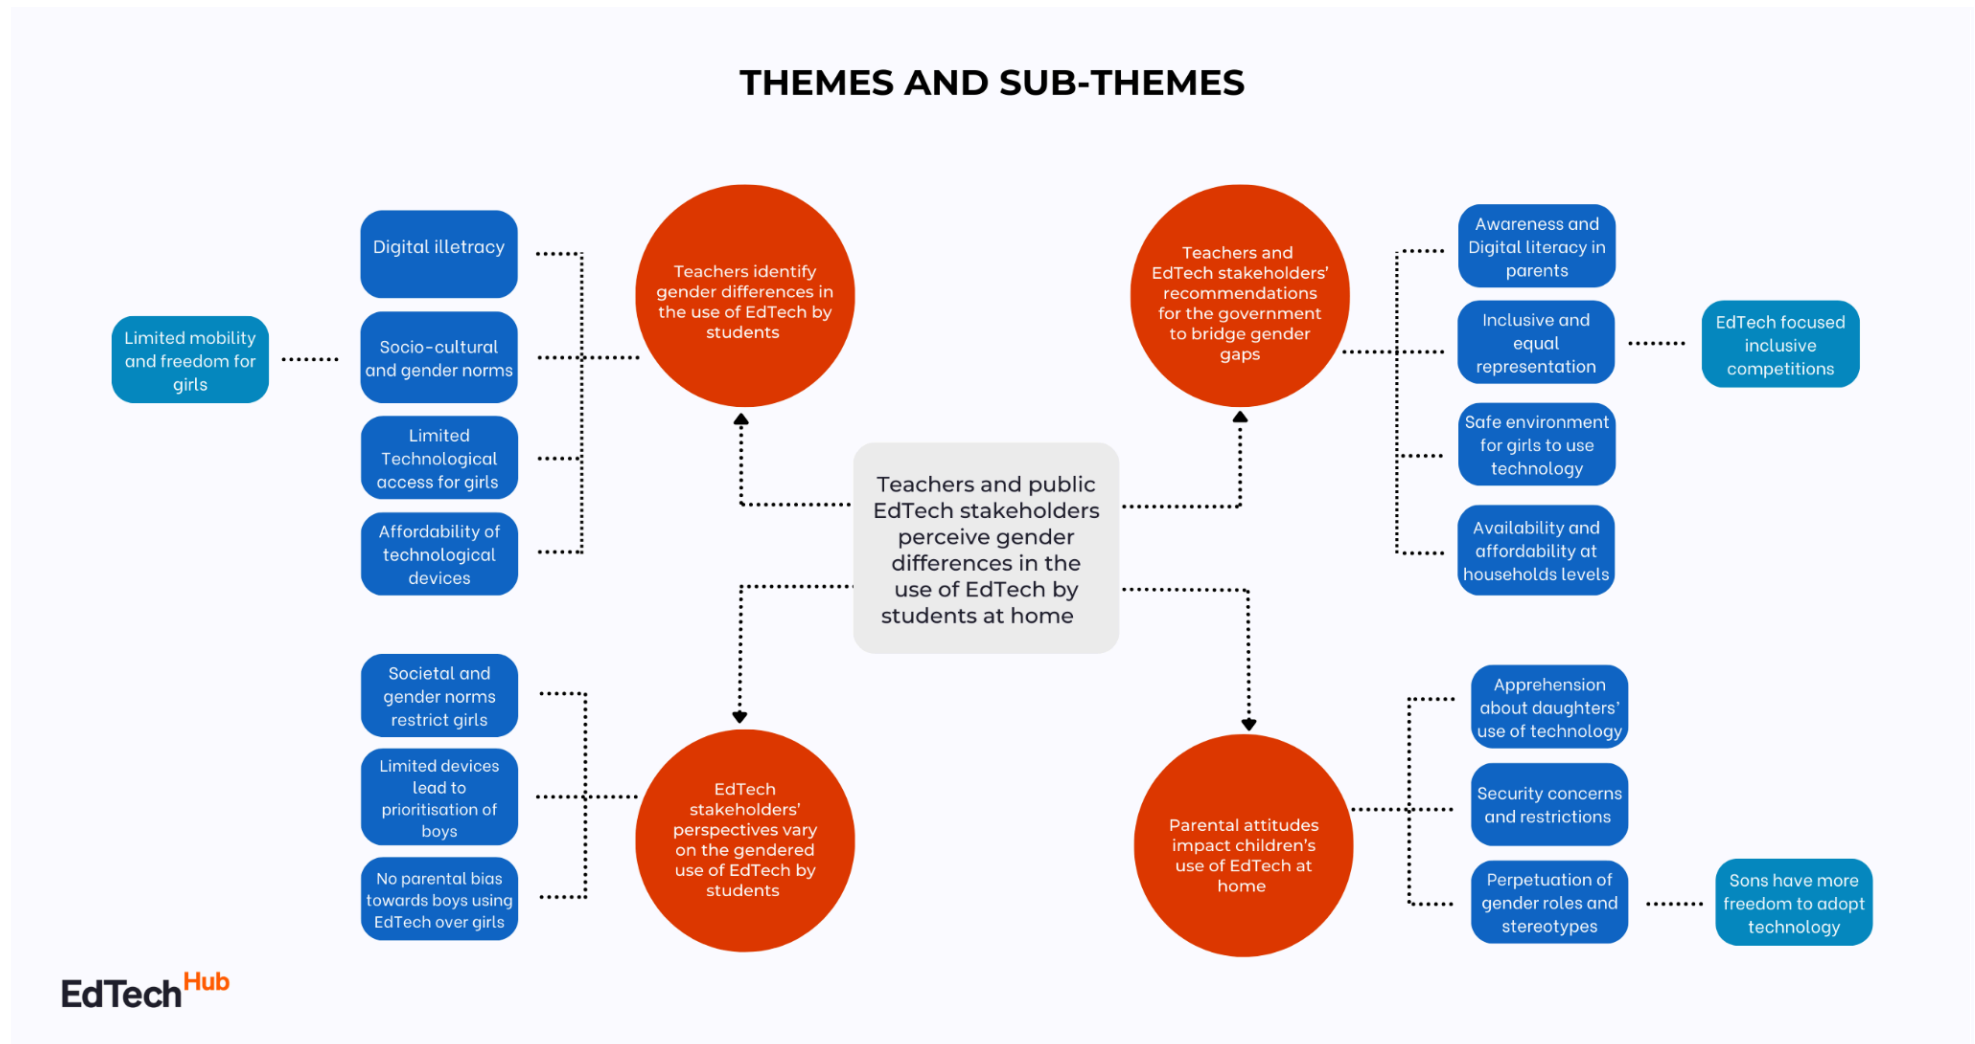 THEMES AND SUB-THEMES
Digital illetracy
Socio-cultural
and gender norms
Limited
Technological
access for girls
Affordability of
technological
devices
Limited mobility
and freedom for
girls
Teachers identify
gender differences in
the use of EdTech by
students
Teachers and
EdTech stakeholders’
recommendations
for the government
to bridge gender
gaps
Awareness and
Digital literacy in
parents
Inclusive and
equal
representation
EdTech focused
inclusive
competitions
Safe environment
for girls to use
technology
Availability and
affordability at
households levels
Teachers and public
EdTech stakeholders
perceive gender
differences in the
use of EdTech by
students at home
Societal and
gender norms
restrict girls
Limited devices
lead to
prioritisation of
boys
No parental bias
towards boys using
EdTech over girls
EdTech
stakeholders’
perspectives vary
on the gendered
use of EdTech by
students
Parental attitudes
impact children’s
use of EdTech at
home
Apprehension
about daughters’
use of technology
Security concerns
and restrictions
Perpetuation of
gender roles and
stereotypes
Sons have more
freedom to adopt
technology
EdTech Hub